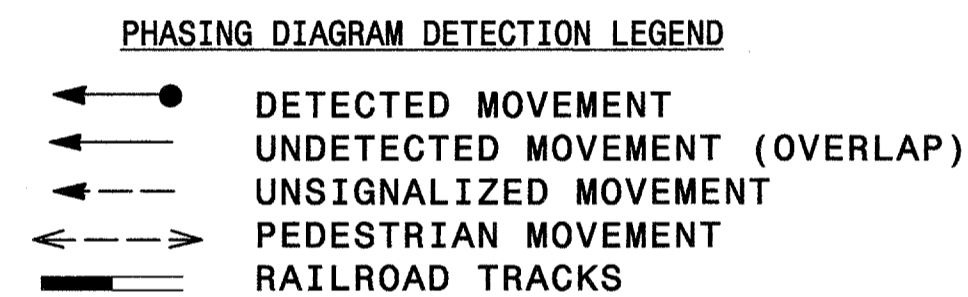 PHASING DIAGRAM DETECTION LEGEND
DETECTED MOVEMENT
UNDETECTED MOVEMENT (OVERLAP)
UNSIGNALIZED MOVEMENT
PEDESTRIAN MOVEMENT
RAILROAD TRACKS